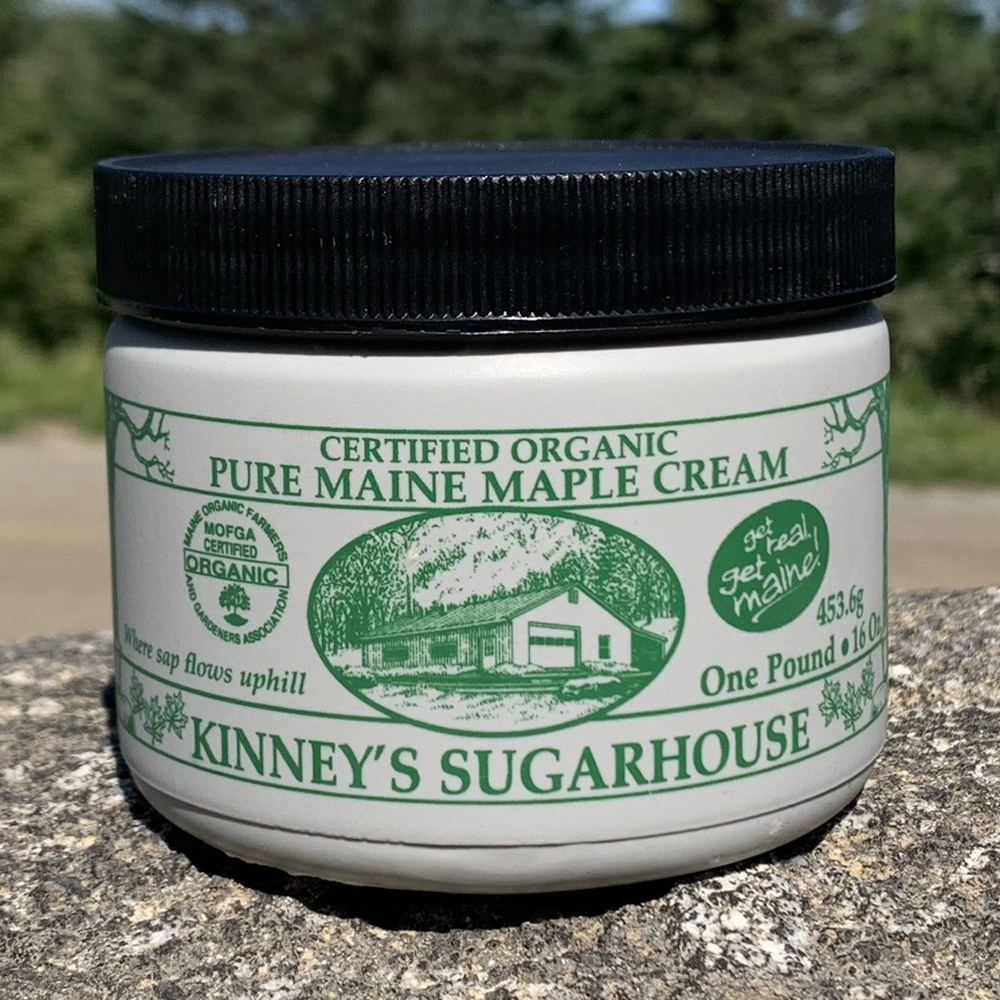 CERTIFIED ORGANIC
PURE MAINE MAPLE CREAM
MAINE ORGANIC FARMERS
MOFGA
CERTIFIED
ORGANIC
AND GARDENERS ASSOCIATION
get
real!
get
maine!
453.6g
One Pound • 16 Oz
Where sap flows uphill
KINNEY'S SUGARHOUSE